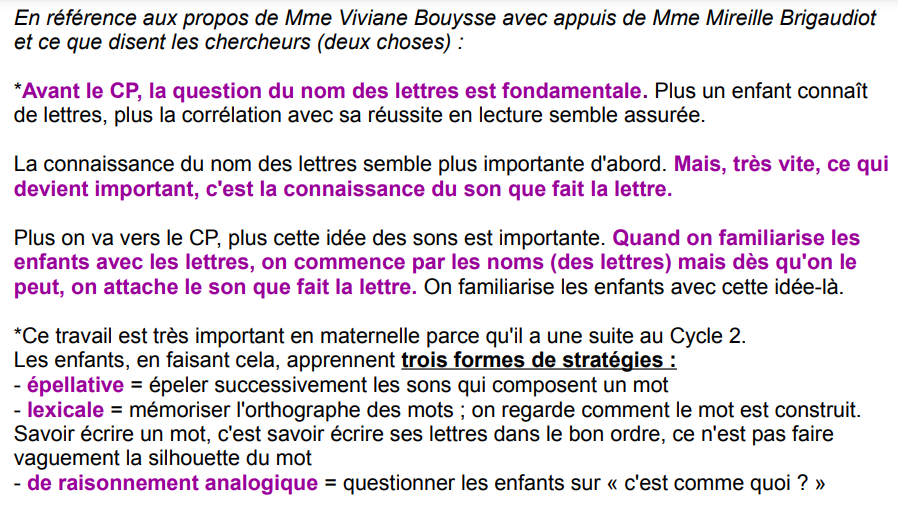 En référence aux propos de Mme Viviane Bouysse avec appuis de Mme Mireille Brigaudiot
et ce que disent les chercheurs (deux choses) :
*Avant le CP, la question du nom des lettres est fondamentale. Plus un enfant connaît
de lettres, plus la corrélation avec sa réussite en lecture semble assurée.
La connaissance du nom des lettres semble plus importante d'abord. Mais, très vite, ce qui
devient important, c'est la connaissance du son que fait la lettre.
Plus on va vers le CP, plus cette idée des sons est importante. Quand on familiarise les
enfants avec les lettres, on commence par les noms (des lettres) mais dès qu'on le
peut, on attache le son que fait la lettre. On familiarise les enfants avec cette idée-là.
*Ce travail est très important en maternelle parce qu'il a une suite au Cycle 2.
Les enfants, en faisant cela, apprennent trois formes de stratégies :
- épellative = épeler successivement les sons qui composent un mot
- lexicale = mémoriser l'orthographe des mots ; on regarde comment le mot est construit.
Savoir écrire un mot, c'est savoir écrire ses lettres dans le bon ordre, ce n'est pas faire
vaguement la silhouette du mot
- de raisonnement analogique = questionner les enfants sur « c'est comme quoi ? »